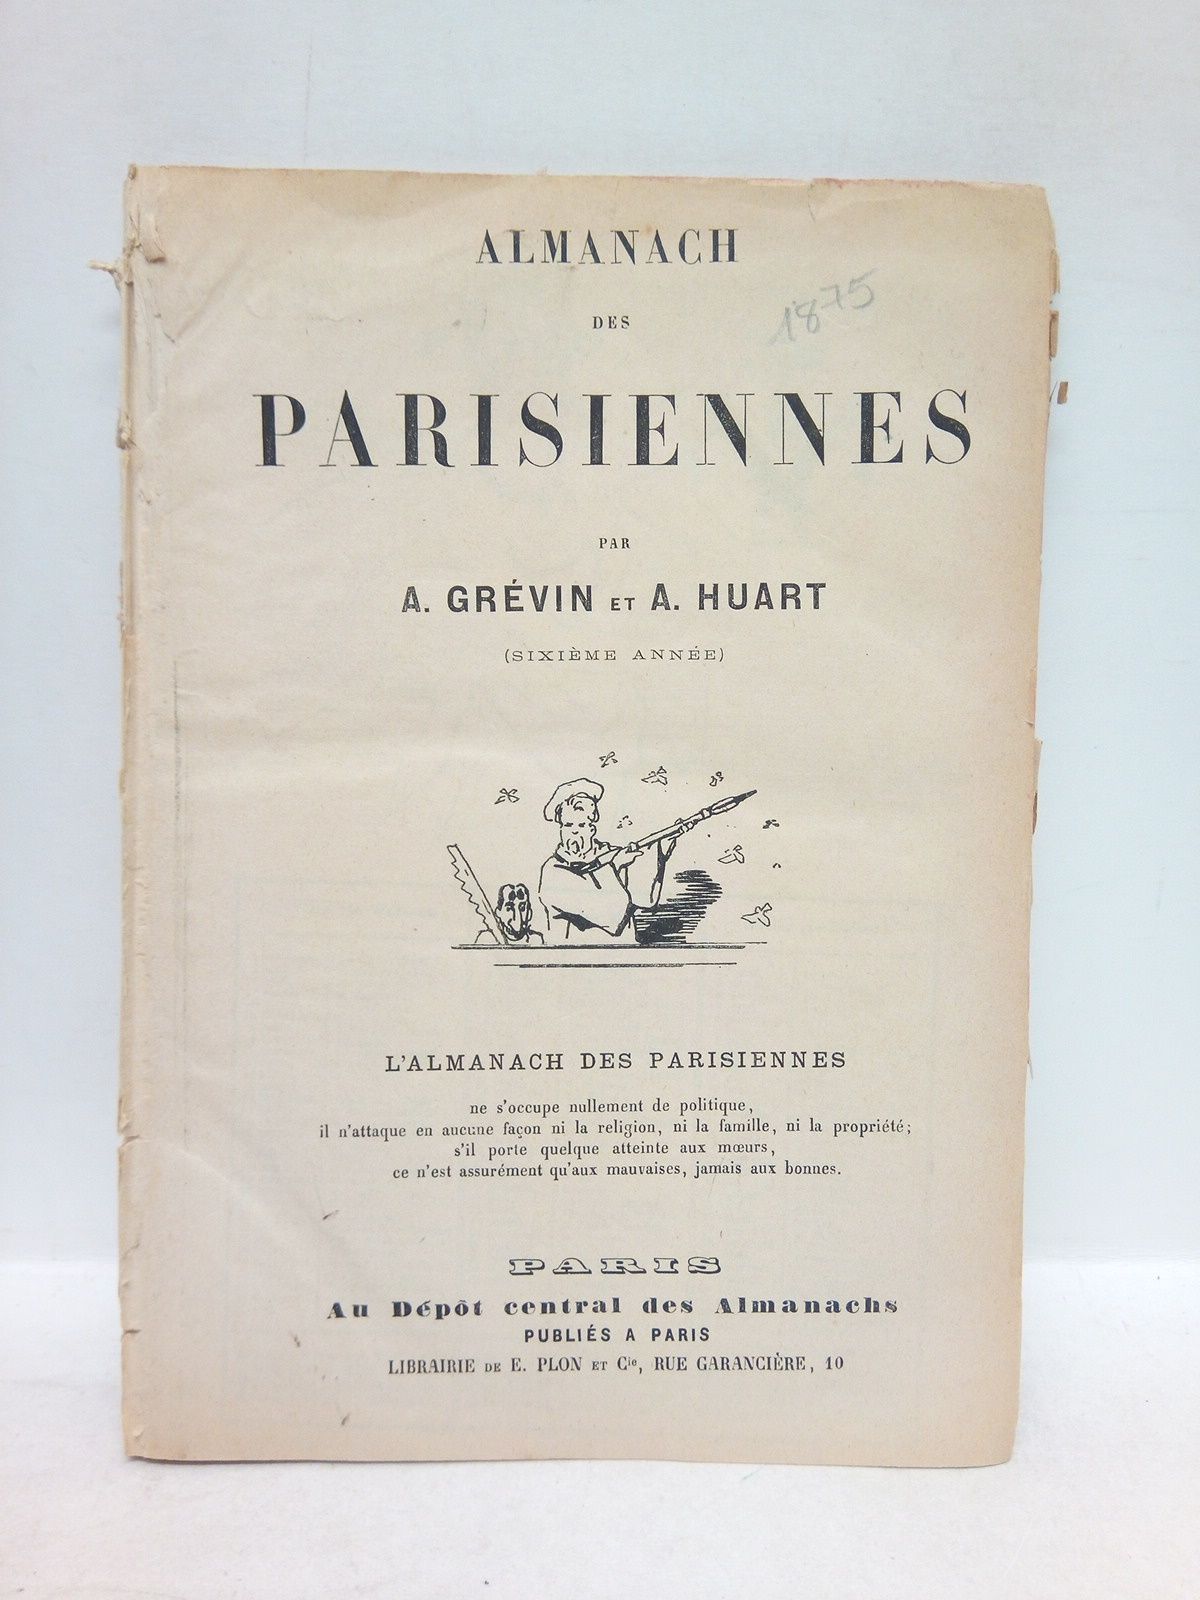 ALMANACH
1875
DES
PARISIENNES
PAR
A. GRÉVIN ET A. HUART
(SIXIÈME ANNÉE)
L'ALMANACH DES PARISIENNES
ne s'occupe nullement de politique,
il n'attaque en aucune façon ni la religion, ni la famille, ni la propriété;
s'il porte quelque atteinte aux mœurs,
ce n'est assurément qu'aux mauvaises, jamais aux bonnes.
PARIS
Au Dépôt central des Almanachs
PUBLIÉS A PARIS
LIBRAIRIE DE E. PLON ET Cie, RUE GARANCIÈRE, 10